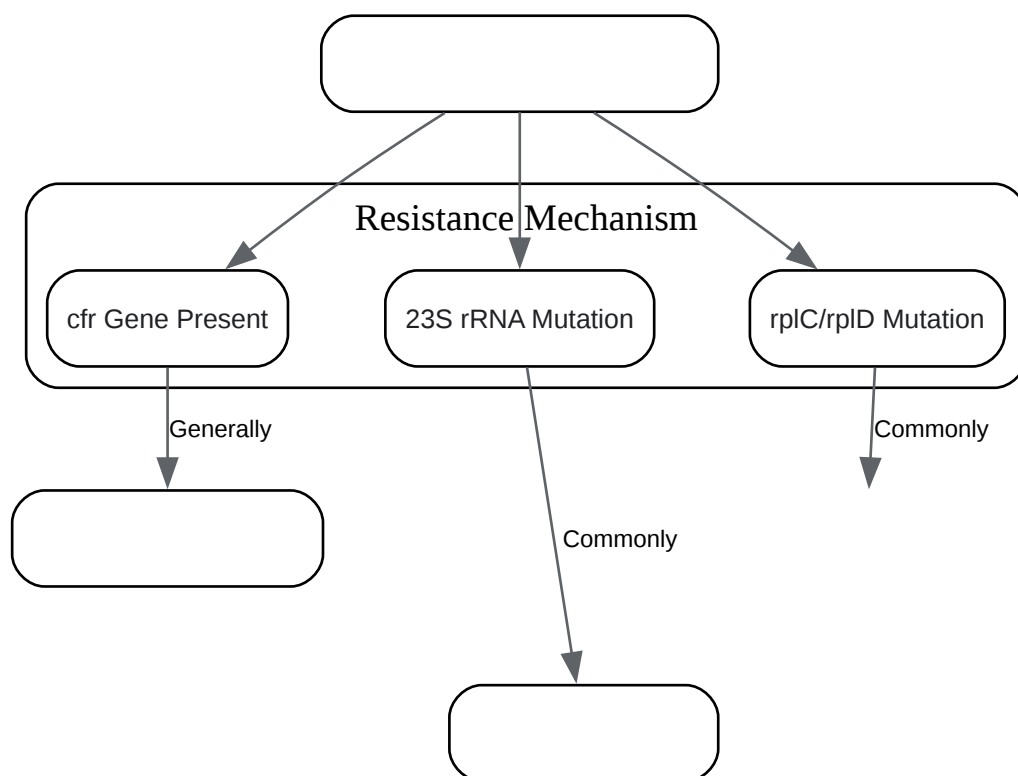 Resistance Mechanism
cfr Gene Present
23S rRNA Mutation
rplC/rplD Mutation
Generally
Commonly
Commonly